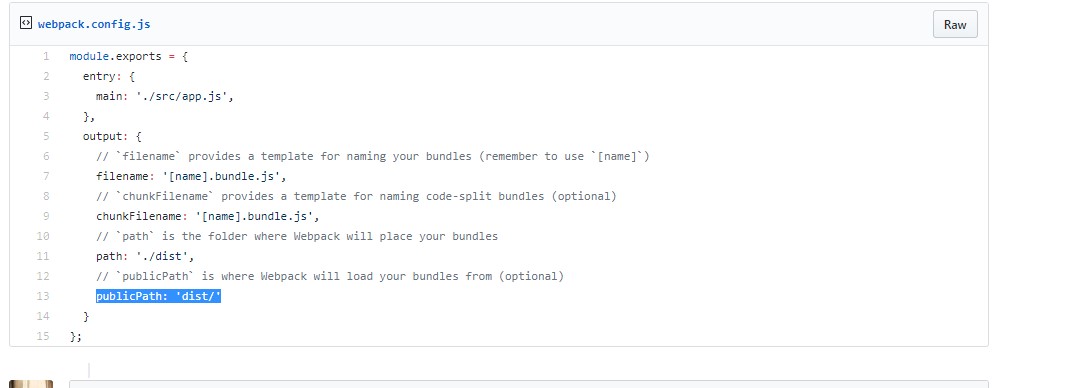 webpack.config.js
Raw
1 module.exports = {
2 entry: {
3 main: './src/app.js',
4 },
5 output: {
6 // `filename` provides a template for naming your bundles (remember to use `[name]`)
7 filename: '[name].bundle.js',
8 // `chunkFilename` provides a template for naming code-split bundles (optional)
9 chunkFilename: '[name].bundle.js',
10 // `path` is the folder where Webpack will place your bundles
11 path: './dist',
12 // `publicPath` is where Webpack will load your bundles from (optional)
13 publicPath: 'dist/'
14 }
15 };